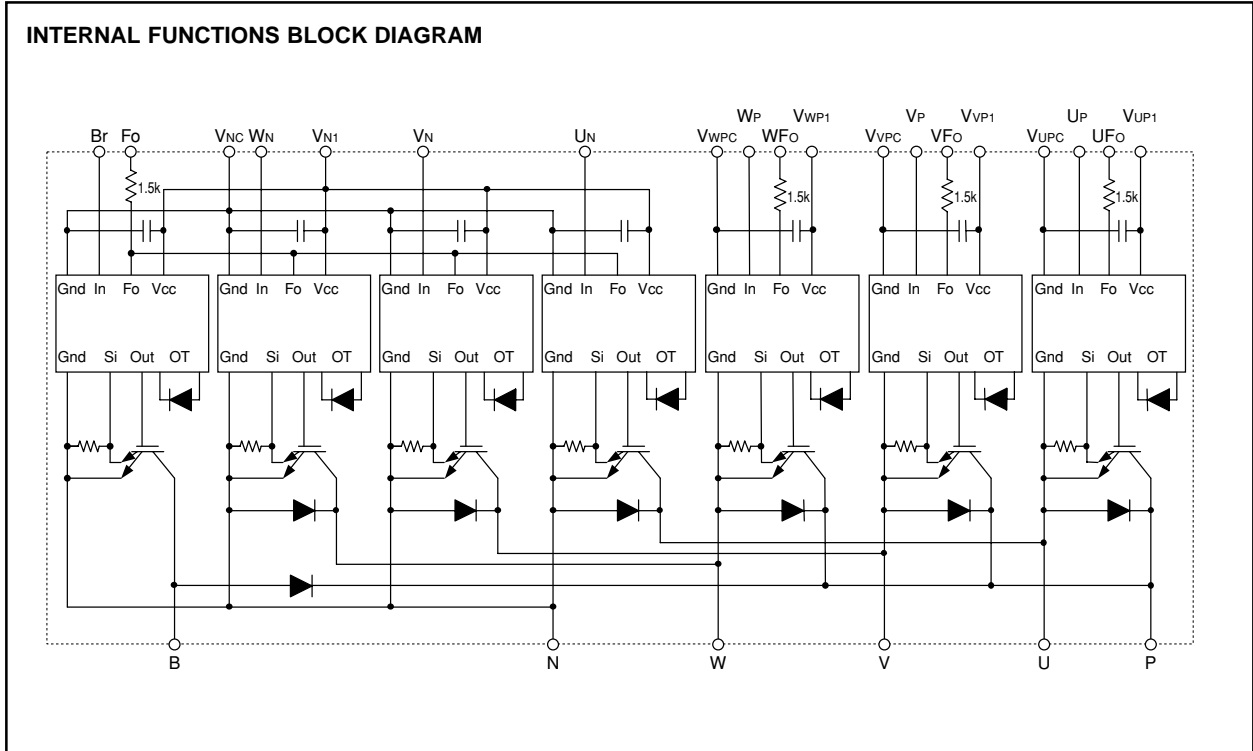 INTERNAL FUNCTIONS BLOCK DIAGRAM
WP VWP1 VP VVP1 UP VUP1
Br Fo VNC WN VN1 VN UN VWPC WFO VVPC VFO VUPC UFO
1.5k 1.5k 1.5k 1.5k
Gnd In Fo Vcc Gnd In Fo Vcc Gnd In Fo Vcc Gnd In Fo Vcc Gnd In Fo Vcc Gnd In Fo Vcc Gnd In Fo Vcc
Gnd Si Out OT Gnd Si Out OT Gnd Si Out OT Gnd Si Out OT Gnd Si Out OT Gnd Si Out OT Gnd Si Out OT
B N W V U P